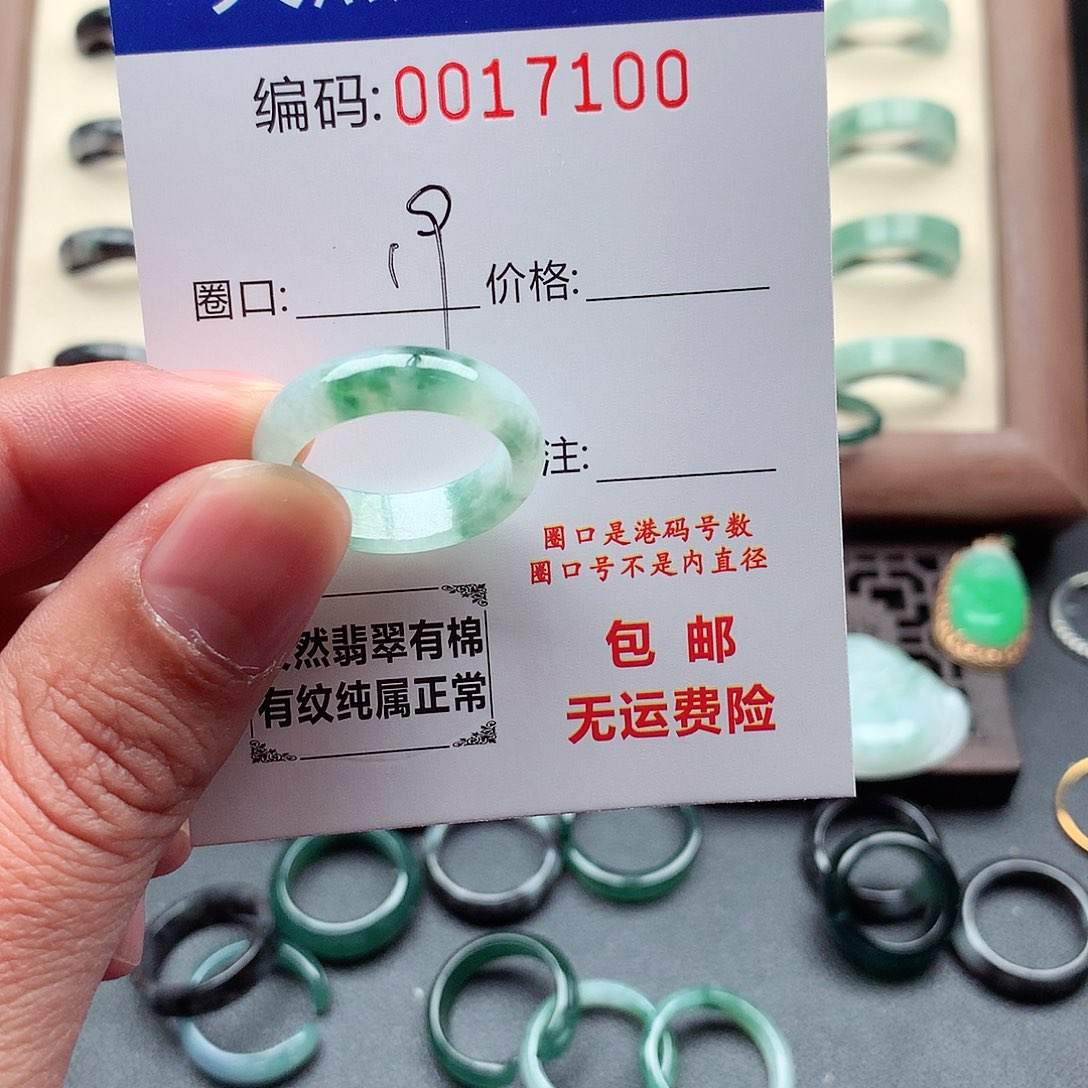 编码: 0017100
圈口: 19 价格:
注:
圈口是港码号数
圈口号不是内直径
然翡翠有棉
有纹纯属正常
包 邮
无运费险